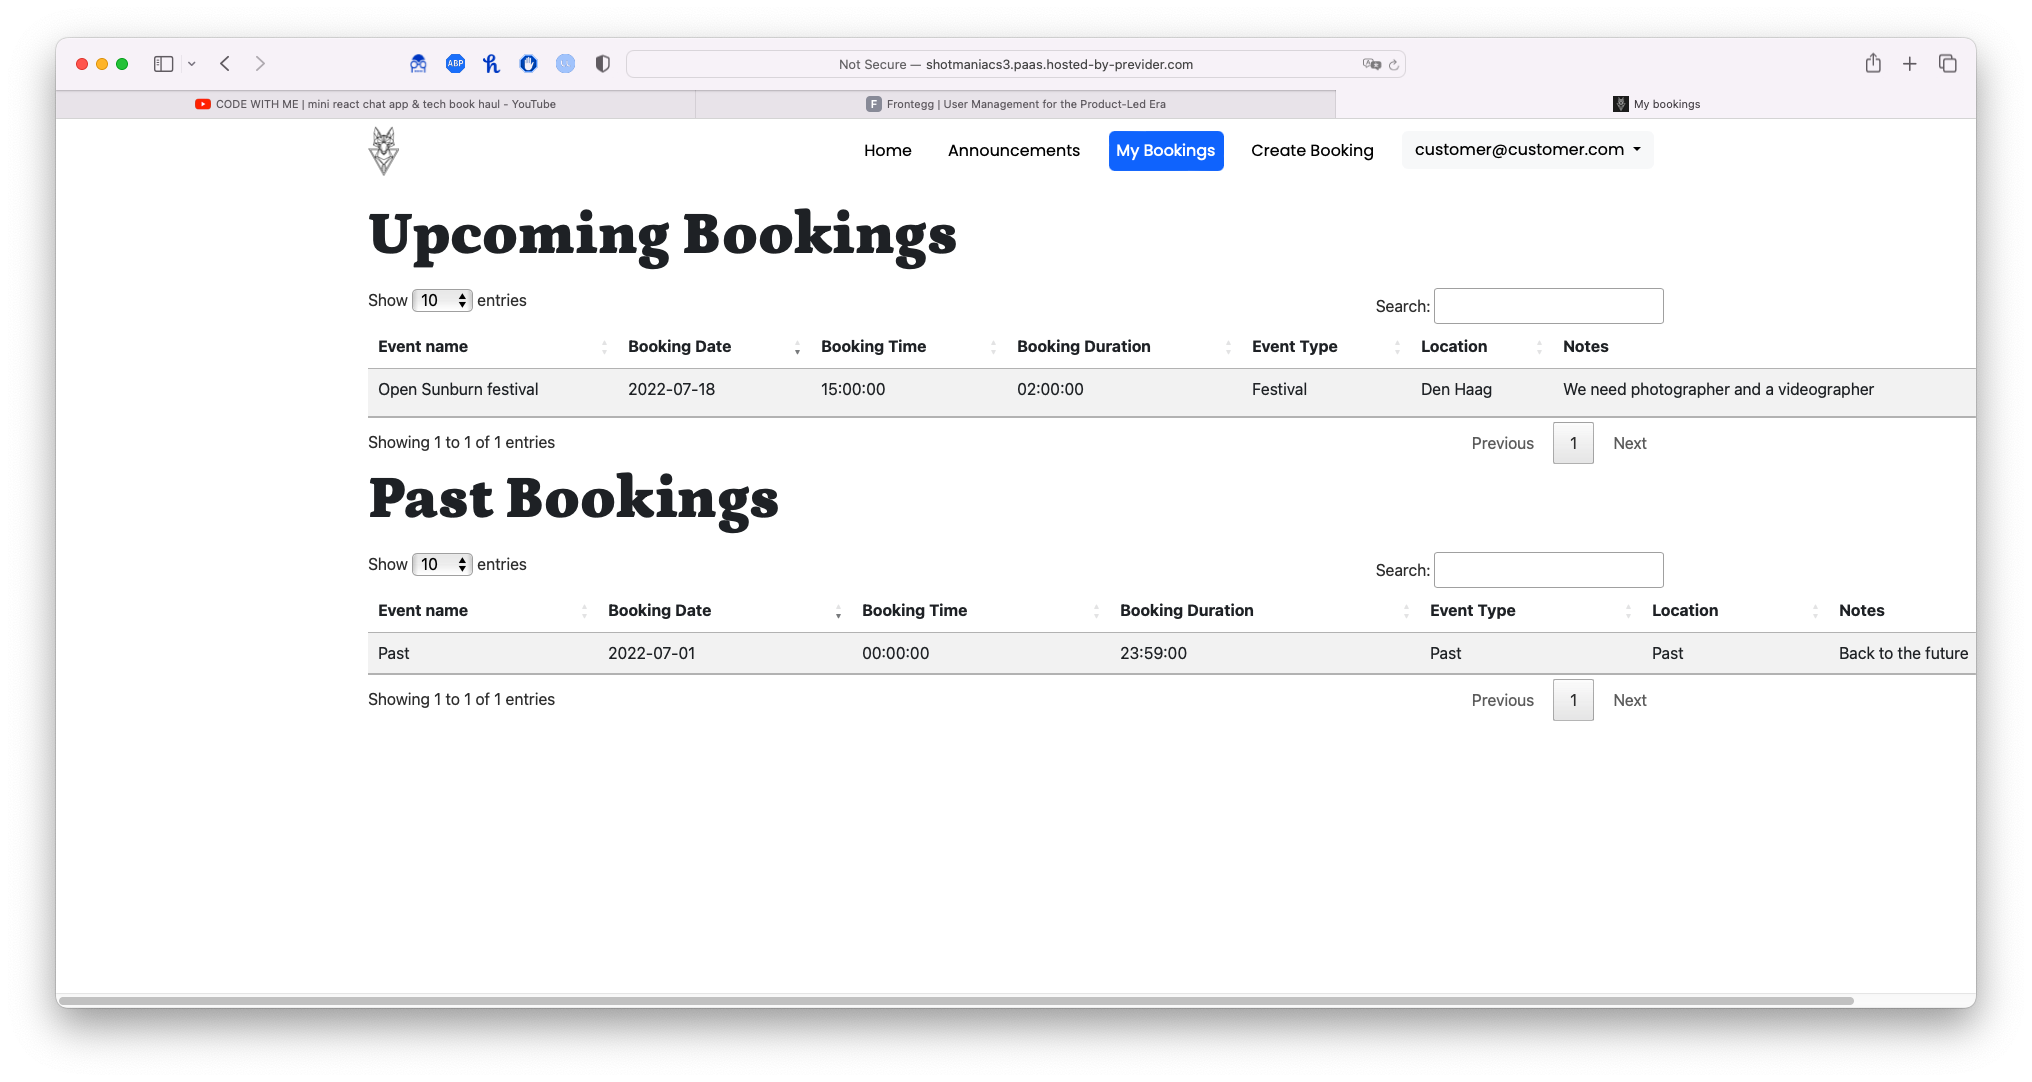 Not Secure — shotmaniacs3.paas.hosted-by-previder.com
CODE WITH ME | mini react chat app & tech book haul - YouTube
F Frontegg | User Management for the Product-Led Era
My bookings
Home Announcements My Bookings Create Booking customer@customer.com
Upcoming Bookings
Show 10 entries
Search:
Event name Booking Date Booking Time Booking Duration Event Type Location Notes
Open Sunburn festival 2022-07-18 15:00:00 02:00:00 Festival Den Haag We need photographer and a videographer
Showing 1 to 1 of 1 entries
Previous 1 Next
Past Bookings
Show 10 entries
Search:
Event name Booking Date Booking Time Booking Duration Event Type Location Notes
Past 2022-07-01 00:00:00 23:59:00 Past Past Back to the future
Showing 1 to 1 of 1 entries
Previous 1 Next